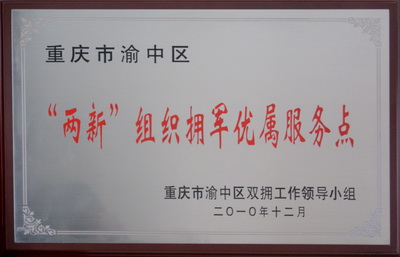 重庆市渝中区
“两新”组织拥军优属服务点
重庆市渝中区双拥工作领导小组
二〇一〇年十二月